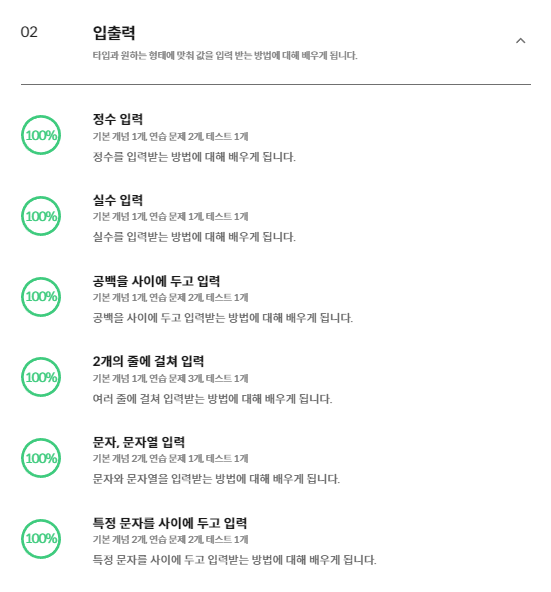 02
입출력
타입과 원하는 형태에 맞춰 값을 입력 받는 방법에 대해 배우게 됩니다.
100%
정수 입력
기본 개념 1개, 연습 문제 2개, 테스트 1개
정수를 입력받는 방법에 대해 배우게 됩니다.
100%
실수 입력
기본 개념 1개, 연습 문제 1개, 테스트 1개
실수를 입력받는 방법에 대해 배우게 됩니다.
100%
공백을 사이에 두고 입력
기본 개념 1개, 연습 문제 2개, 테스트 1개
공백을 사이에 두고 입력받는 방법에 대해 배우게 됩니다.
100%
2개의 줄에 걸쳐 입력
기본 개념 1개, 연습 문제 3개, 테스트 1개
여러 줄에 걸쳐 입력받는 방법에 대해 배우게 됩니다.
100%
문자, 문자열 입력
기본 개념 2개, 연습 문제 1개, 테스트 1개
문자와 문자열을 입력받는 방법에 대해 배우게 됩니다.
100%
특정 문자를 사이에 두고 입력
기본 개념 2개, 연습 문제 2개, 테스트 1개
특정 문자를 사이에 두고 입력받는 방법에 대해 배우게 됩니다.